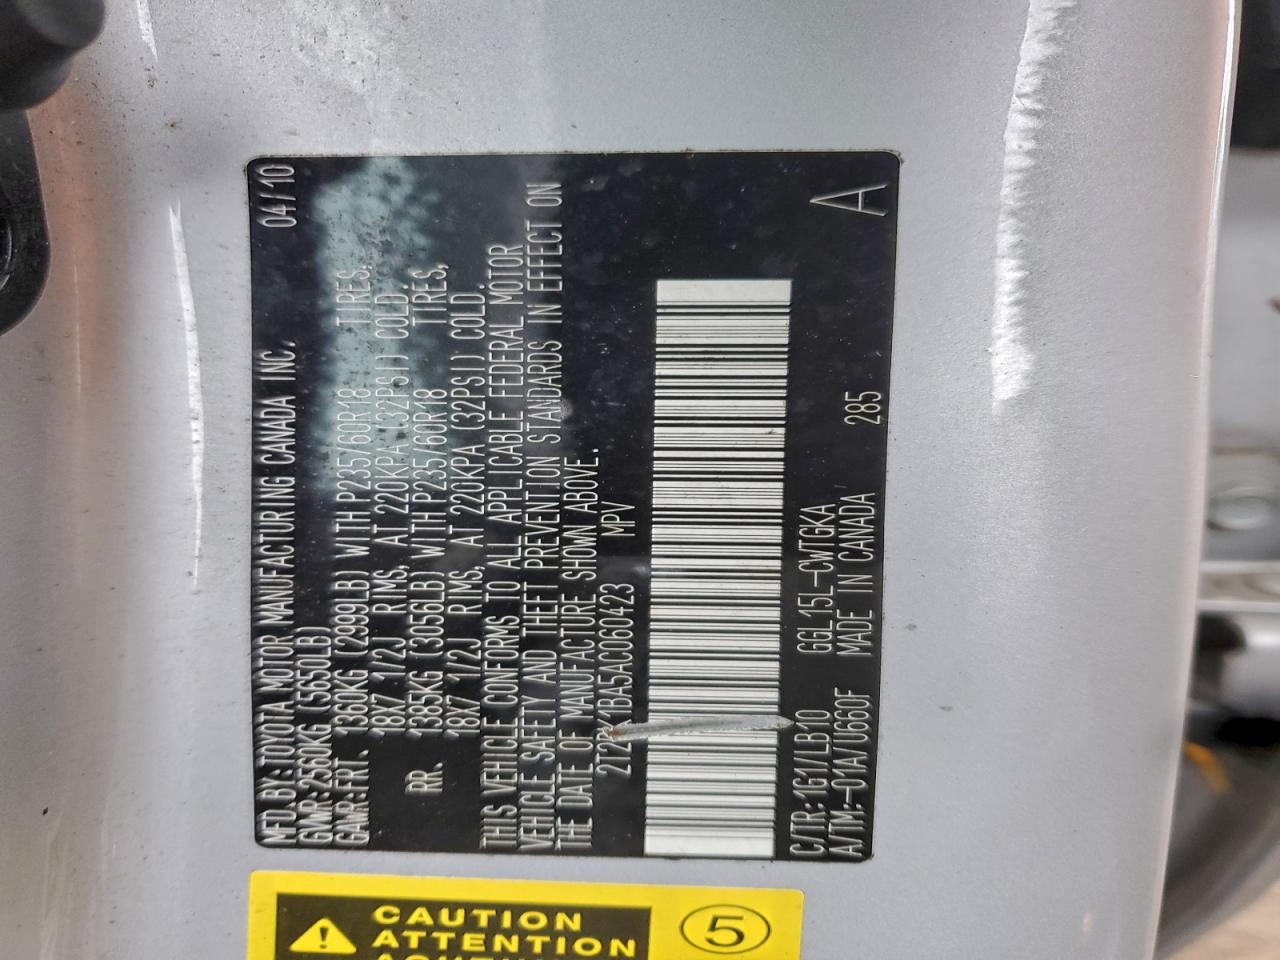 MFD.BY:TOYOTA MOTOR MANUFACTURING CANADA INC. 04/10
GVWR:2560KG (5650LB)
GAWR:FRT. 1360KG (2999LB) WITH P235/60R18 TIRES,
18X7 1/2J RIMS, AT 220KPA (32PSI) COLD.
RR. 1385KG (3056LB) WITH P235/60R18 TIRES,
18X7 1/2J RIMS, AT 220KPA (32PSI) COLD.
THIS VEHICLE CONFORMS TO ALL APPLICABLE FEDERAL MOTOR
VEHICLE SAFETY AND THEFT PREVENTION STANDARDS IN EFFECT ON
THE DATE OF MANUFACTURE SHOWN ABOVE.
MPV
C/TR:1G1/LB10 GGL15L-CWTGKA
A/TM:-01A/U660F MADE IN CANADA 285 A
CAUTION
ATTENTION
5